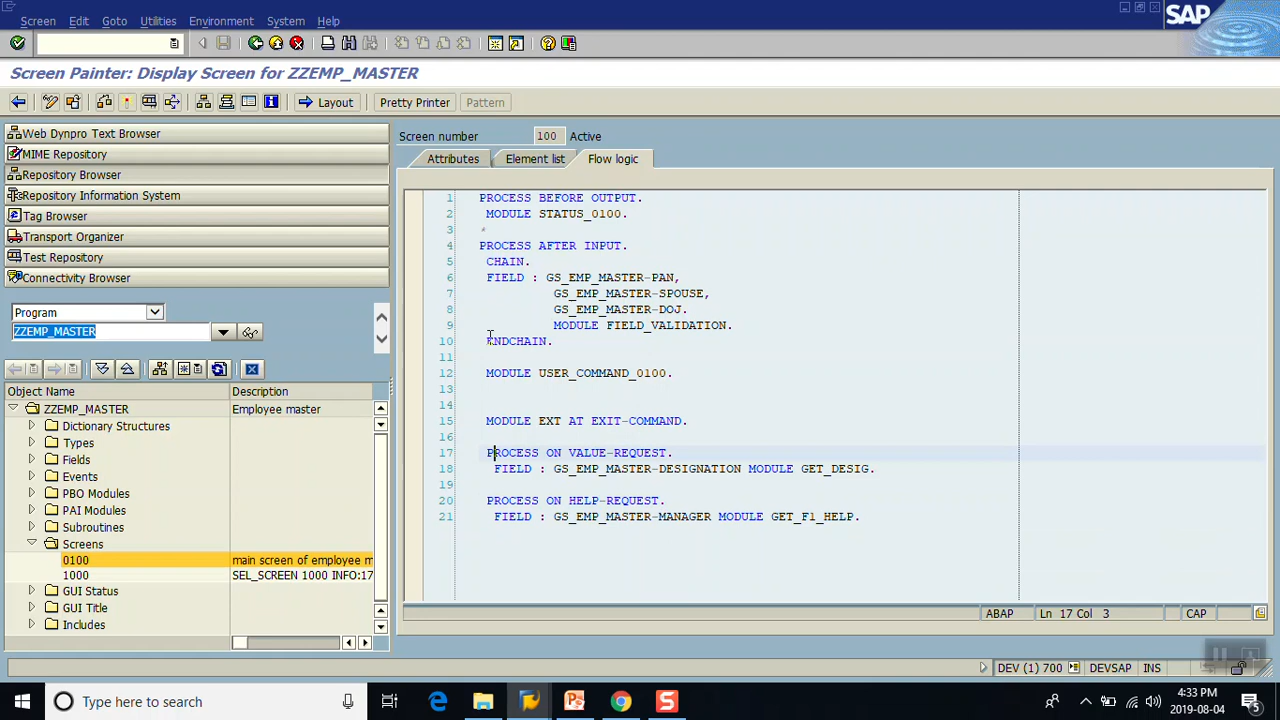 Screen Edit Goto Utilities Environment System Help
SAP
Screen Painter: Display Screen for ZZEMP_MASTER
Layout Pretty Printer Pattern
Web Dynpro Text Browser
MIME Repository
Repository Browser
Repository Information System
Tag Browser
Transport Organizer
Test Repository
Connectivity Browser
Program
ZZEMP_MASTER
Object Name Description
ZZEMP_MASTER Employee master
Dictionary Structures
Types
Fields
Events
PBO Modules
PAI Modules
Subroutines
Screens
0100 main screen of employee m
1000 SEL_SCREEN 1000 INFO:17
GUI Status
GUI Title
Includes
Screen number 100 Active
Attributes Element list Flow logic
1 PROCESS BEFORE OUTPUT.
2 MODULE STATUS_0100.
3 *
4 PROCESS AFTER INPUT.
5 CHAIN.
6 FIELD : GS_EMP_MASTER-PAN,
7 GS_EMP_MASTER-SPOUSE,
8 GS_EMP_MASTER-DOJ.
9 MODULE FIELD_VALIDATION.
10 ENDCHAIN.
11
12 MODULE USER_COMMAND_0100.
13
14
15 MODULE EXT AT EXIT-COMMAND.
16
17 PROCESS ON VALUE-REQUEST.
18 FIELD : GS_EMP_MASTER-DESIGNATION MODULE GET_DESIG.
19
20 PROCESS ON HELP-REQUEST.
21 FIELD : GS_EMP_MASTER-MANAGER MODULE GET_F1_HELP.
ABAP Ln 17 Col 3 CAP
DEV (1) 700 DEVSAP INS
Type here to search
4:33 PM
2019-08-04
5